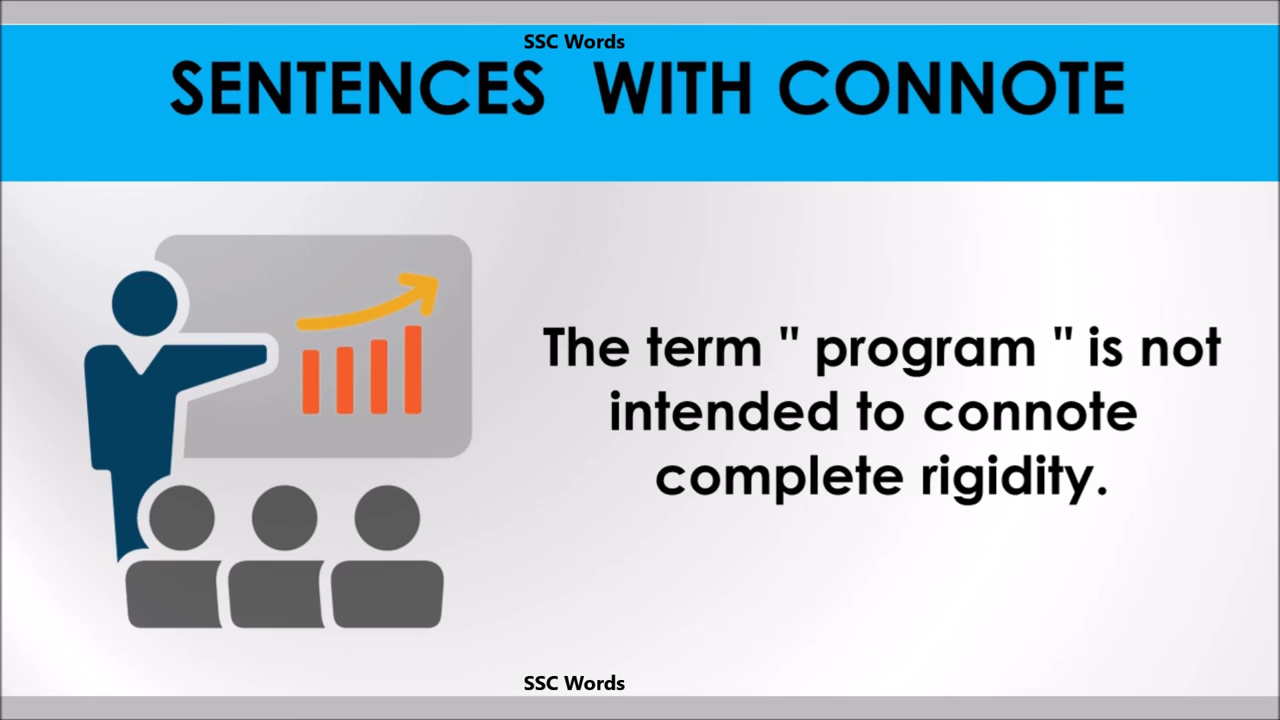 SSC Words
SENTENCES WITH CONNOTE
The term " program " is not
intended to connote
complete rigidity.
SSC Words